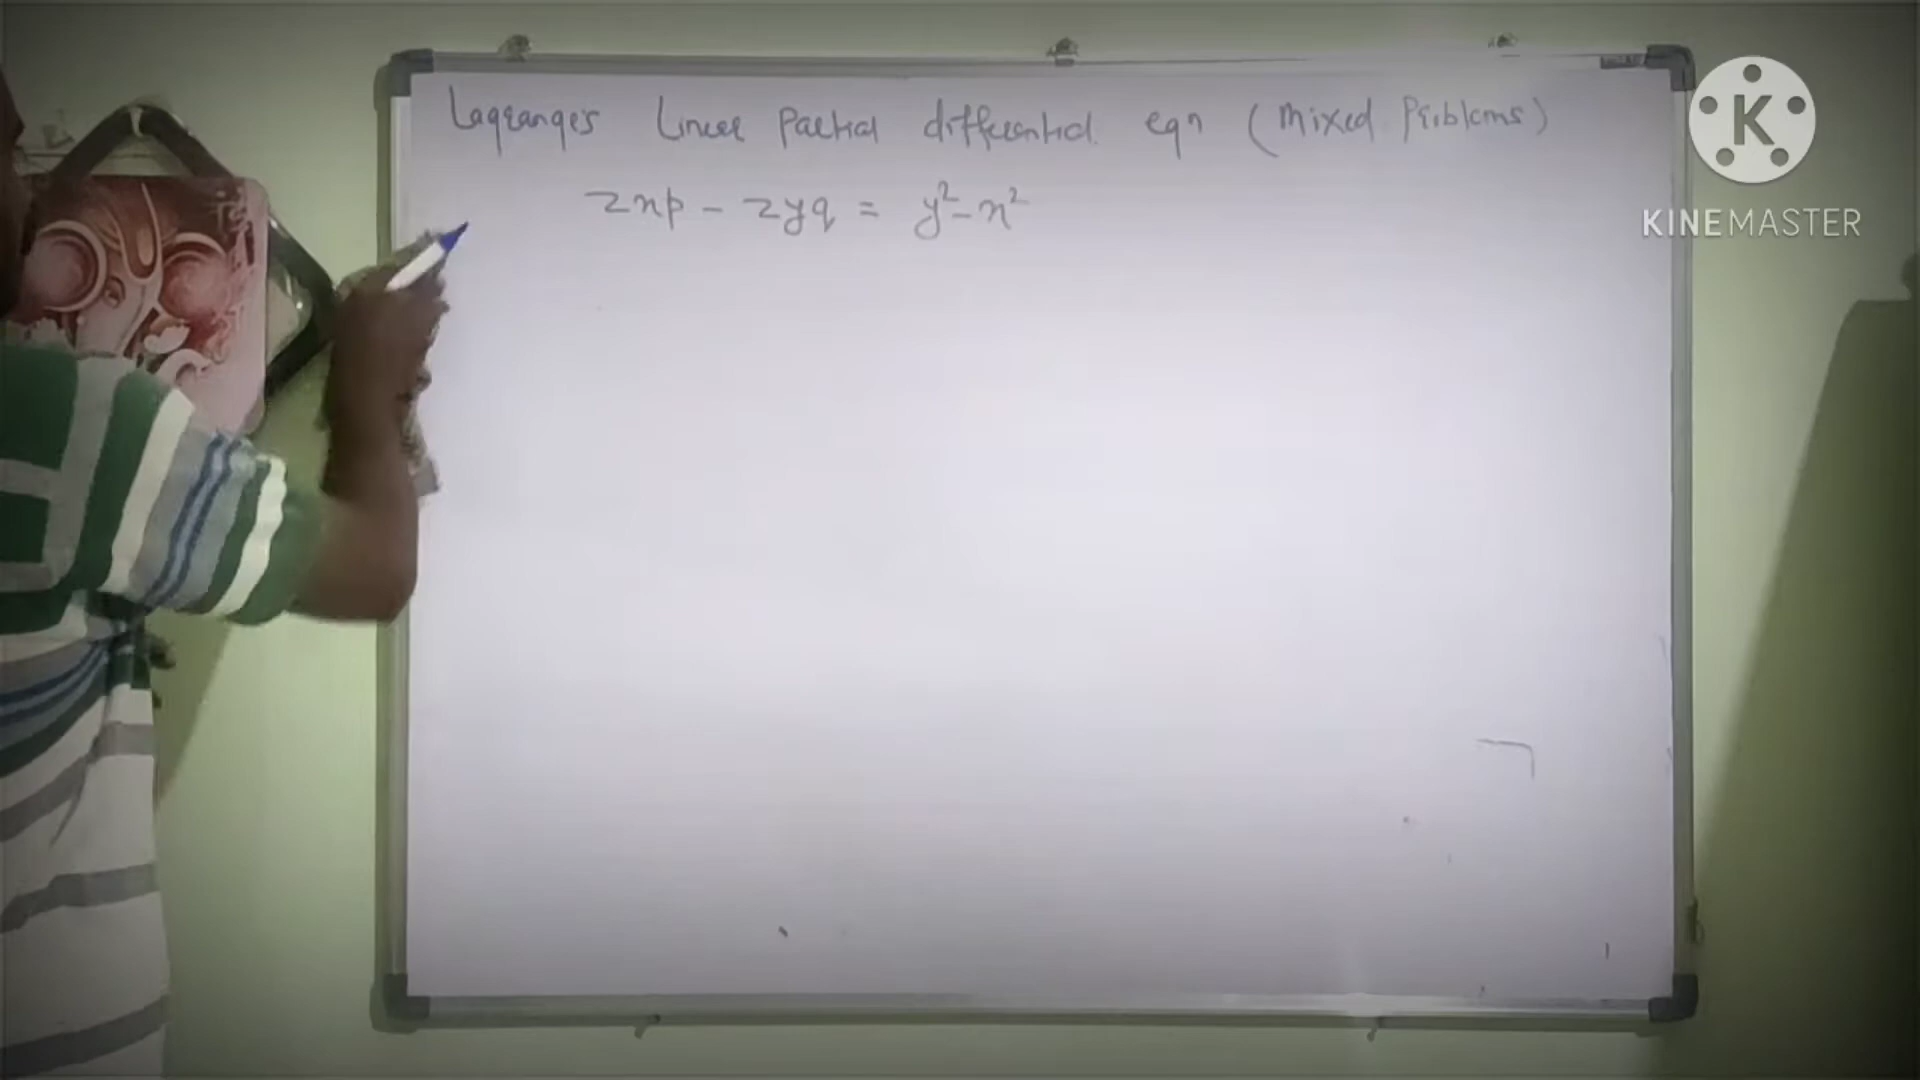 Lagrange's Linear Partial differential eqn (Mixed Problems)
zxp - zyq = y² - x²
K
KINEMASTER